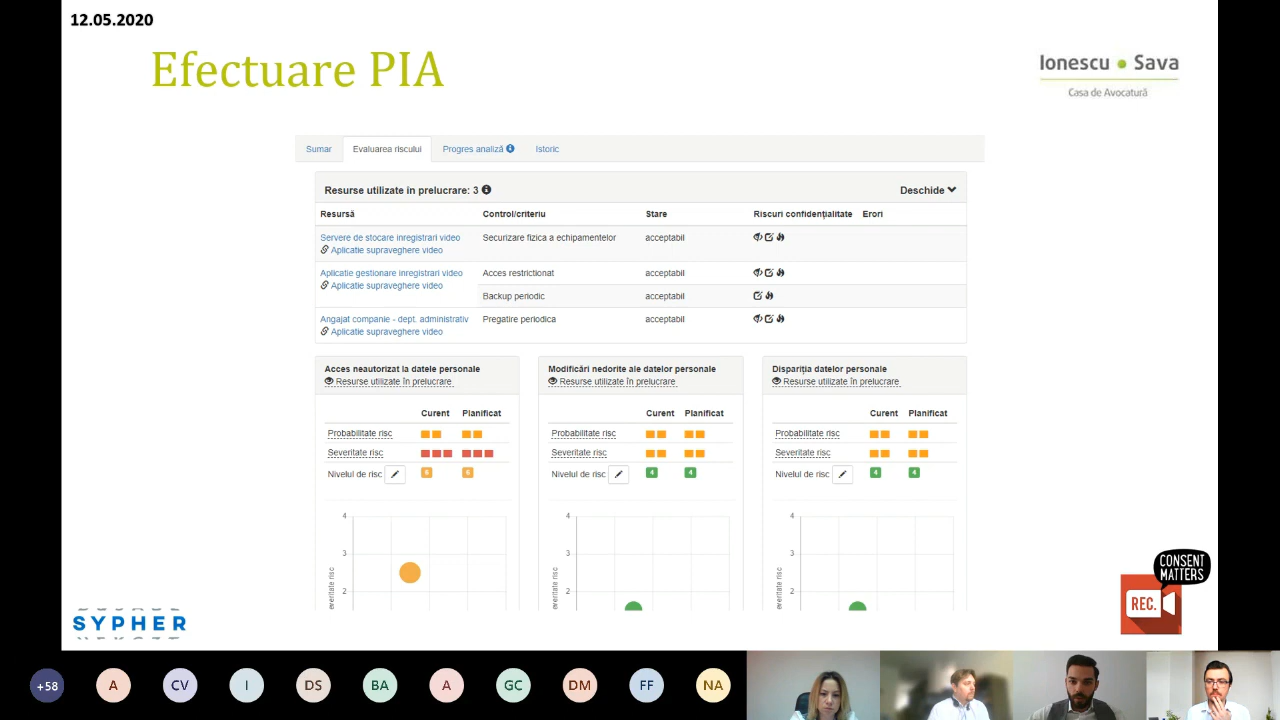 12.05.2020
Efectuare PIA
Ionescu • Sava
Casa de Avocatură
Sumar Evaluarea riscului Progres analiză Istoric
Resurse utilizate în prelucrare: 3 Deschide
Resursă Control/criteriu Stare Riscuri confidențialitate Erori
Servere de stocare inregistrari video Securizare fizica a echipamentelor acceptabil
Aplicatie supraveghere video
Aplicatie gestionare inregistrari video Acces restrictionat acceptabil
Aplicatie supraveghere video
Backup periodic acceptabil
Angajat companie - dept. administrativ Pregatire periodica acceptabil
Aplicatie supraveghere video
Acces neautorizat la datele personale
Resurse utilizate în prelucrare
Curent Planificat
Probabilitate risc
Severitate risc
Nivelul de risc 6 6
4
3
2
Modificări nedorite ale datelor personale
Resurse utilizate în prelucrare
Curent Planificat
Probabilitate risc
Severitate risc
Nivelul de risc 4 4
4
3
2
Dispariția datelor personale
Resurse utilizate în prelucrare
Curent Planificat
Probabilitate risc
Severitate risc
Nivelul de risc 4 4
4
3
2
CONSENT
MATTERS
REC.
SYPHER
+58 A CV I DS BA A GC DM FF NA